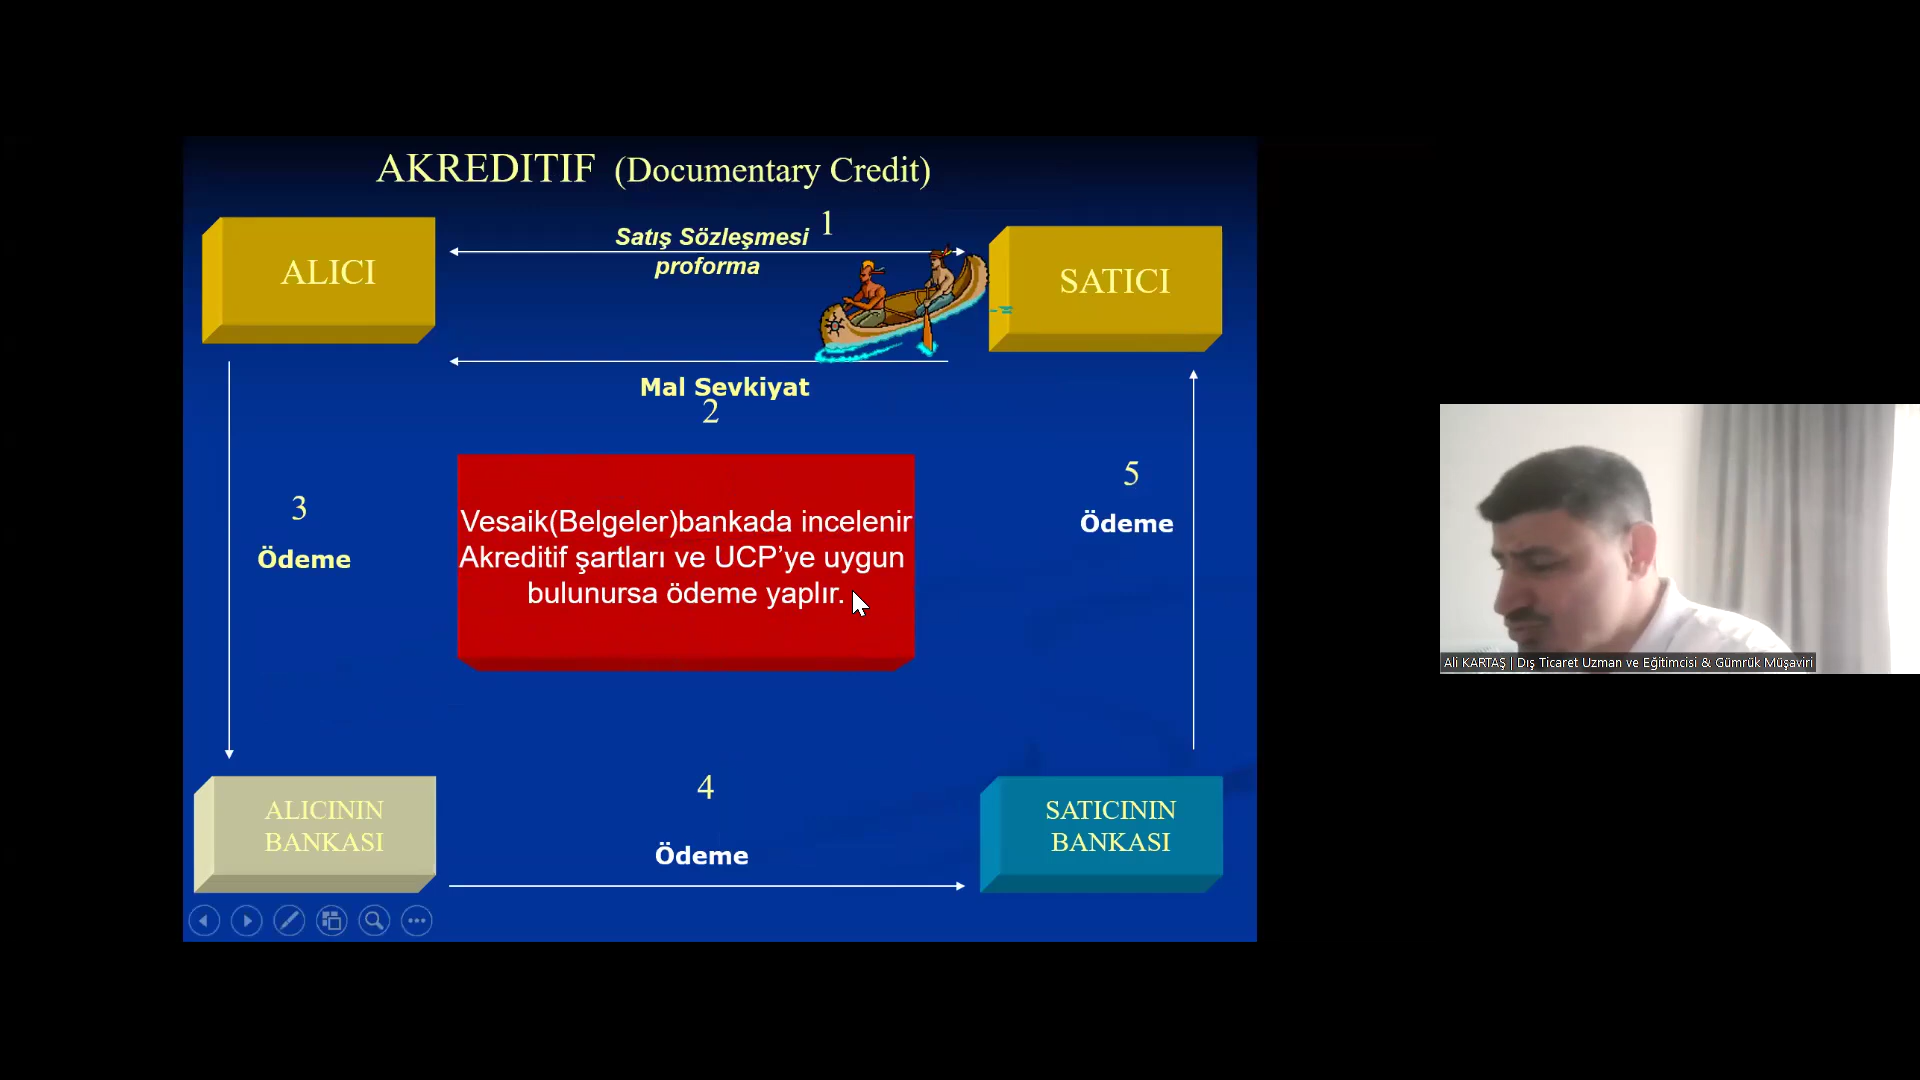 AKREDITIF (Documentary Credit)
1
Satış Sözleşmesi
proforma
ALICI
SATICI
Mal Sevkiyat
2
3
Ödeme
Vesaik(Belgeler)bankada incelenir
Akreditif şartları ve UCP’ye uygun
bulunursa ödeme yaplır.
5
Ödeme
4
Ödeme
ALICININ
BANKASI
SATICININ
BANKASI
Ali KARTAŞ | Dış Ticaret Uzman ve Eğitimcisi & Gümrük Müşaviri